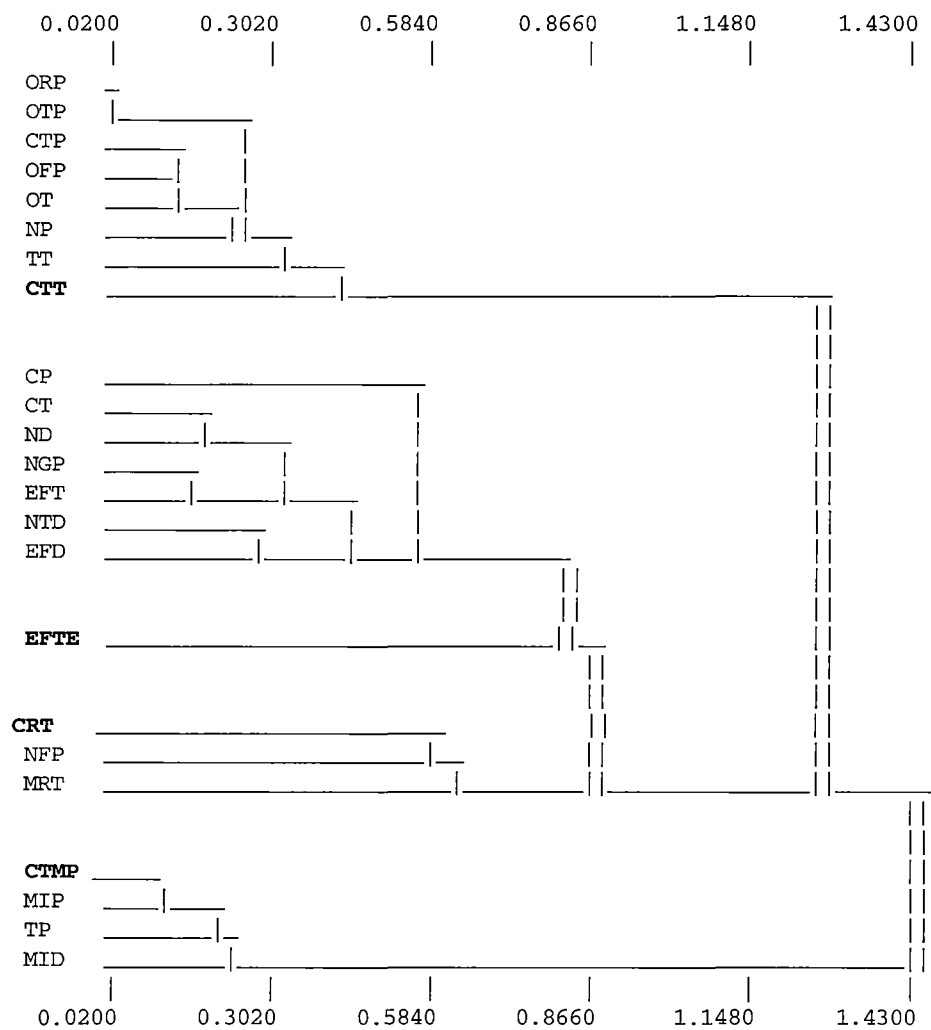 0.0200 0.3020 0.5840 0.8660 1.1480 1.4300
ORP
OTP
CTP
OFP
OT
NP
TT
CTT
CP
CT
ND
NGP
EFT
NTD
EFD
EFTE
CRT
NFP
MRT
CTMP
MIP
TP
MID
0.0200 0.3020 0.5840 0.8660 1.1480 1.4300